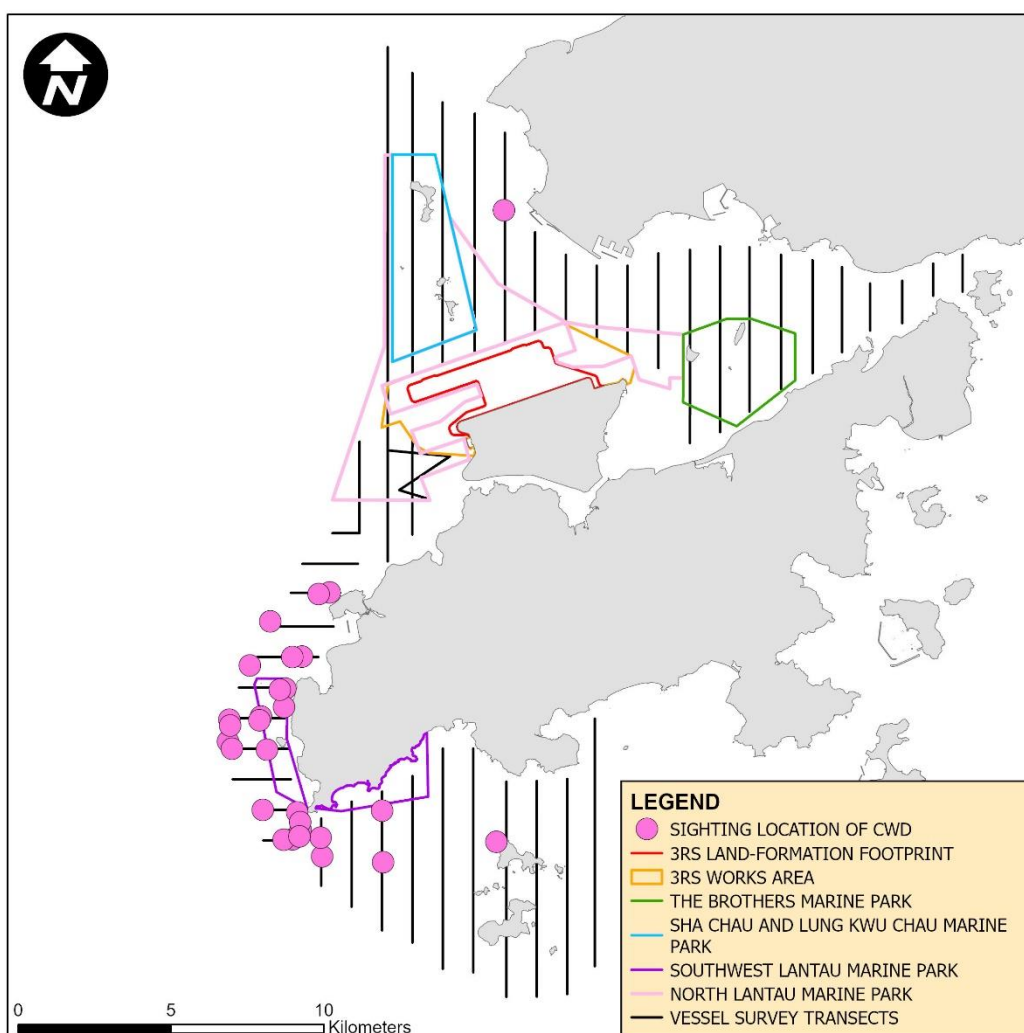 N
LEGEND
SIGHTING LOCATION OF CWD
3RS LAND-FORMATION FOOTPRINT
3RS WORKS AREA
THE BROTHERS MARINE PARK
SHA CHAU AND LUNG KWU CHAU MARINE
PARK
SOUTHWEST LANTAU MARINE PARK
NORTH LANTAU MARINE PARK
VESSEL SURVEY TRANSECTS
0 5 10
Kilometers